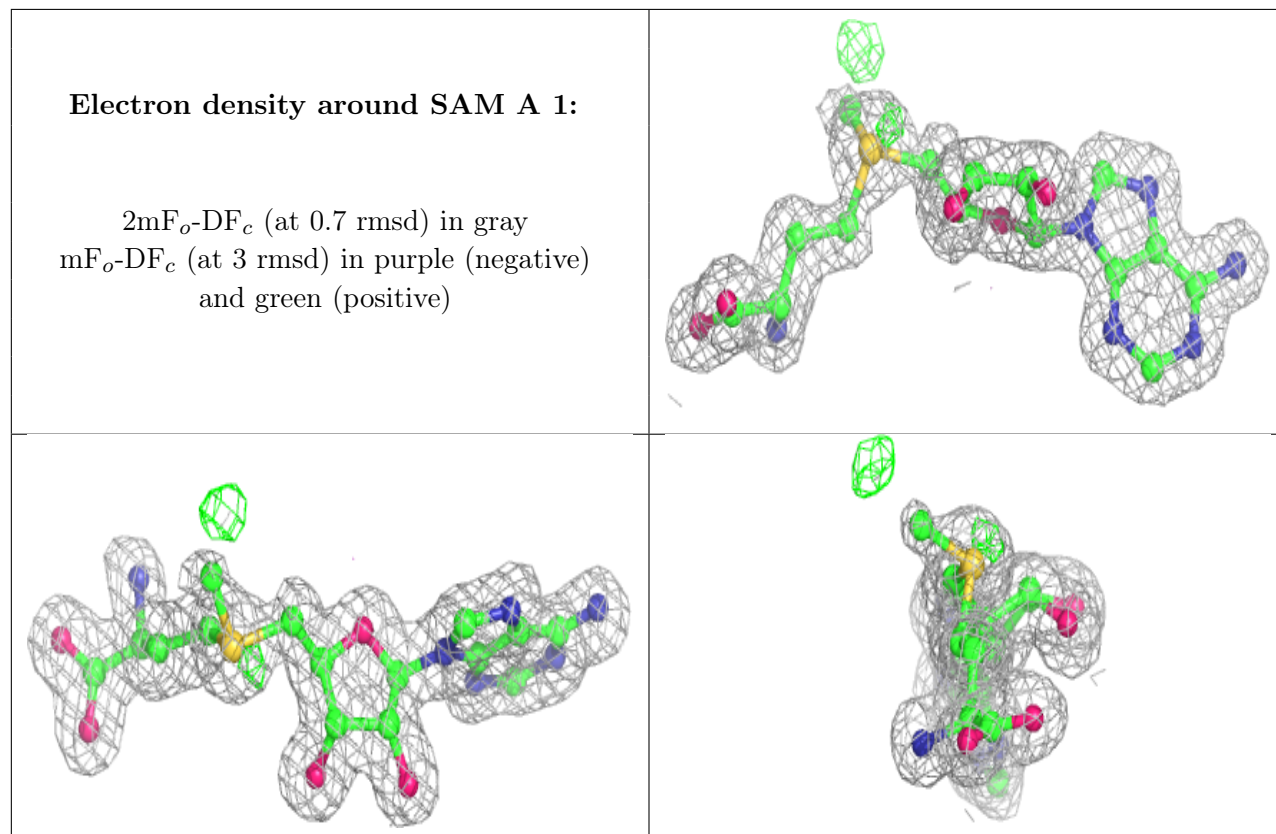 Electron density around SAM A 1:
2mFo-DFc (at 0.7 rmsd) in gray
mFo-DFc (at 3 rmsd) in purple (negative)
and green (positive)